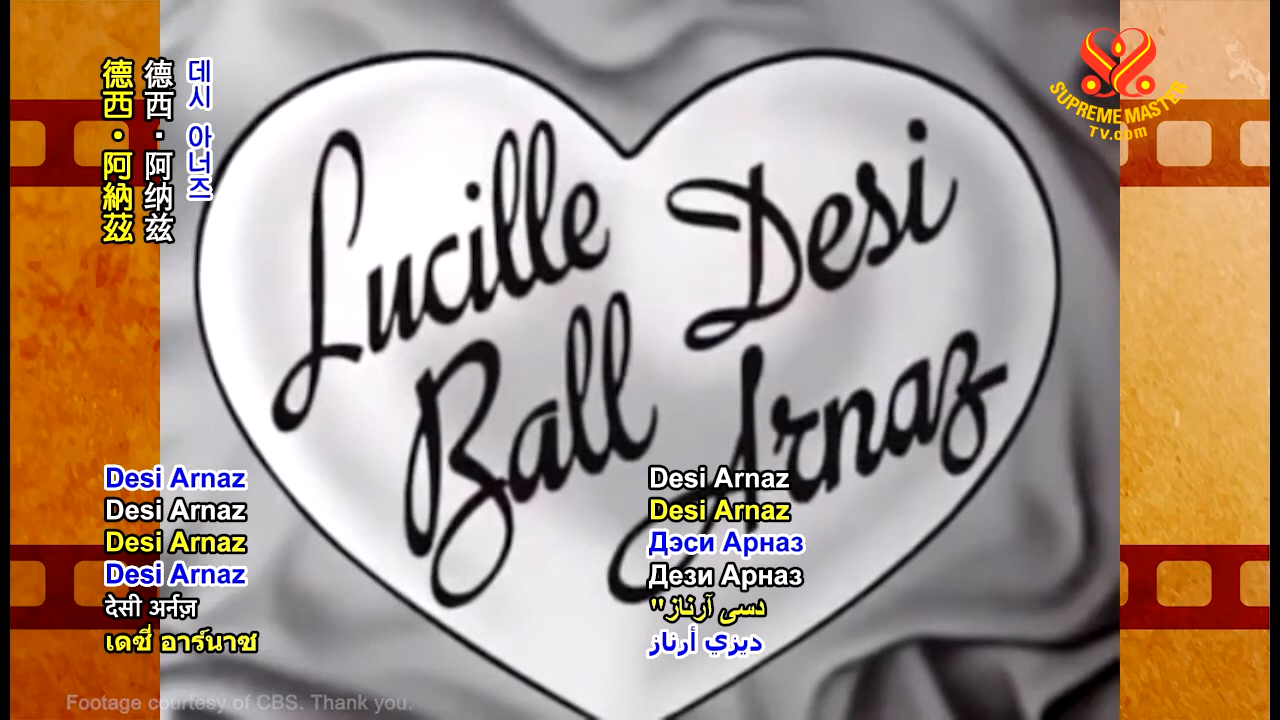 德西·阿納茲
德西·阿纳兹
데시 아너즈
SUPREME MASTER
TV.com
Lucille
Ball
Desi
Arnaz
Desi Arnaz
Desi Arnaz
Desi Arnaz
Desi Arnaz
देसी अर्नज़
เดซี่ อาร์นาซ
Desi Arnaz
Desi Arnaz
Дэси Арназ
Дези Арназ
دسی آرناز"
ديزي أرناز
Footage courtesy of CBS. Thank you.